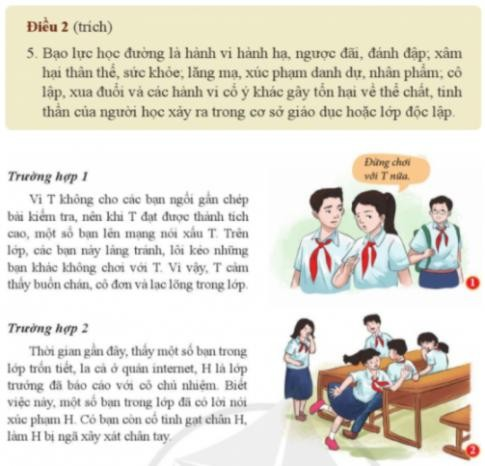 Điều 2 (trích)
5. Bạo lực học đường là hành vi hành hạ, ngược đãi, đánh đập; xâm
hại thân thể, sức khỏe; lăng mạ, xúc phạm danh dự, nhân phẩm; cô
lập, xua đuổi và các hành vi cố ý khác gây tổn hại về thể chất, tinh
thần của người học xảy ra trong cơ sở giáo dục hoặc lớp độc lập.
Trường hợp 1
Vì T không cho các bạn ngồi gần chép
bài kiểm tra, nên khi T đạt được thành tích
cao, một số bạn lên mạng nói xấu T. Trên
lớp, các bạn này lảng tránh, lôi kéo những
bạn khác không chơi với T. Vì vậy, T cảm
thấy buồn chán, cô đơn và lạc lõng trong lớp.
Đừng chơi
với T nữa.
1
Trường hợp 2
Thời gian gần đây, thấy một số bạn trong
lớp trốn tiết, la cà ở quán internet, H là lớp
trưởng đã báo cáo với cô chủ nhiệm. Biết
việc này, một số bạn trong lớp đã có lời nói
xúc phạm H. Có bạn còn cố tình gạt chân H,
làm H bị ngã xây xát chân tay.
2